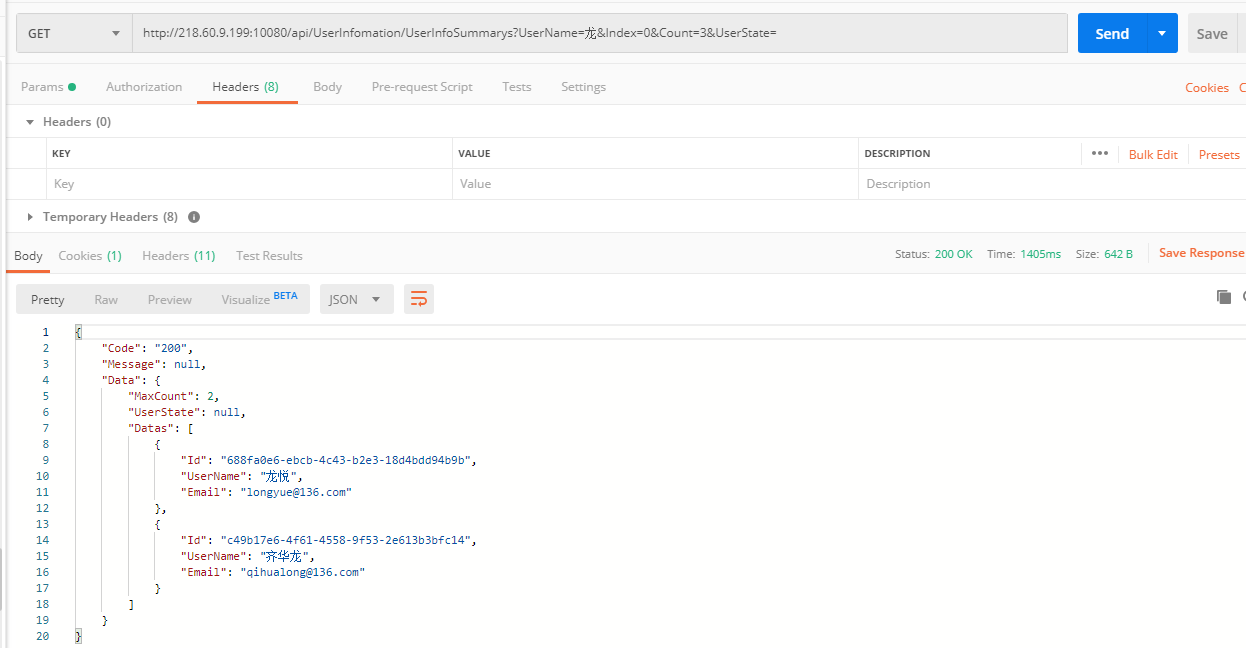 GET http://218.60.9.199:10080/api/UserInfomation/UserInfoSummarys?UserName=龙&Index=0&Count=3&UserState= Send Save
Params Authorization Headers (8) Body Pre-request Script Tests Settings Cookies
Headers (0)
KEY VALUE DESCRIPTION ••• Bulk Edit Presets
Key Value Description
Temporary Headers (8)
Body Cookies (1) Headers (11) Test Results Status: 200 OK Time: 1405ms Size: 642 B Save Response
Pretty Raw Preview Visualize BETA JSON
1 {
2 "Code": "200",
3 "Message": null,
4 "Data": {
5 "MaxCount": 2,
6 "UserState": null,
7 "Datas": [
8 {
9 "Id": "688fa0e6-ebcb-4c43-b2e3-18d4bdd94b9b",
10 "UserName": "龙悦",
11 "Email": "longyue@136.com"
12 },
13 {
14 "Id": "c49b17e6-4f61-4558-9f53-2e613b3bfc14",
15 "UserName": "齐华龙",
16 "Email": "qihualong@136.com"
17 }
18 ]
19 }
20 }